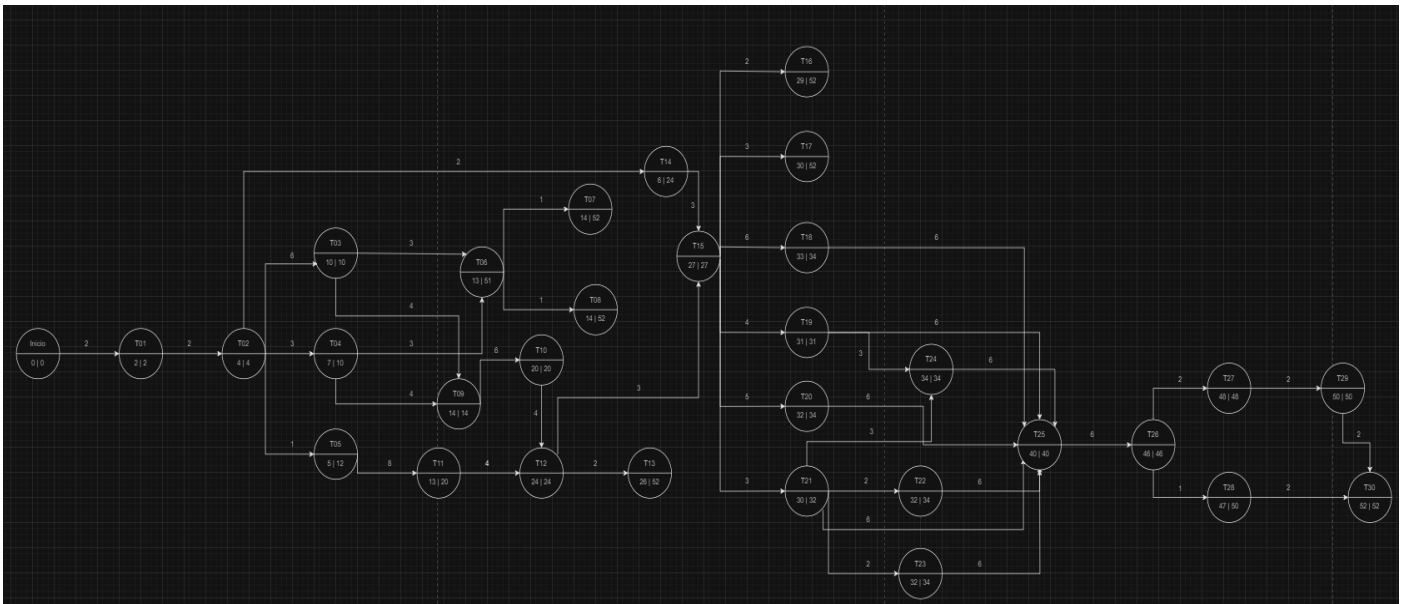 T16
2
29 | 52
T17
3
30 | 52
T14
2
6 | 24
3
T07
1
14 | 52
T03
6
10 | 10
3
T06
13 | 51
T15
27 | 27
T18
6
33 | 34
6
T08
1
14 | 52
4
Inicio
0 | 0
2
T01
2 | 2
2
T02
4 | 4
3
T04
7 | 10
3
4
T09
14 | 14
6
T10
20 | 20
4
3
T19
4
31 | 31
6
3
T24
34 | 34
6
T20
5
32 | 34
6
T05
1
5 | 12
8
T11
13 | 20
4
T12
24 | 24
2
T13
26 | 52
T21
3
30 | 32
3
2
T22
32 | 34
6
6
2
T23
32 | 34
6
T25
40 | 40
6
T26
46 | 46
2
T27
48 | 48
2
T29
50 | 50
2
1
T28
47 | 50
2
T30
52 | 52